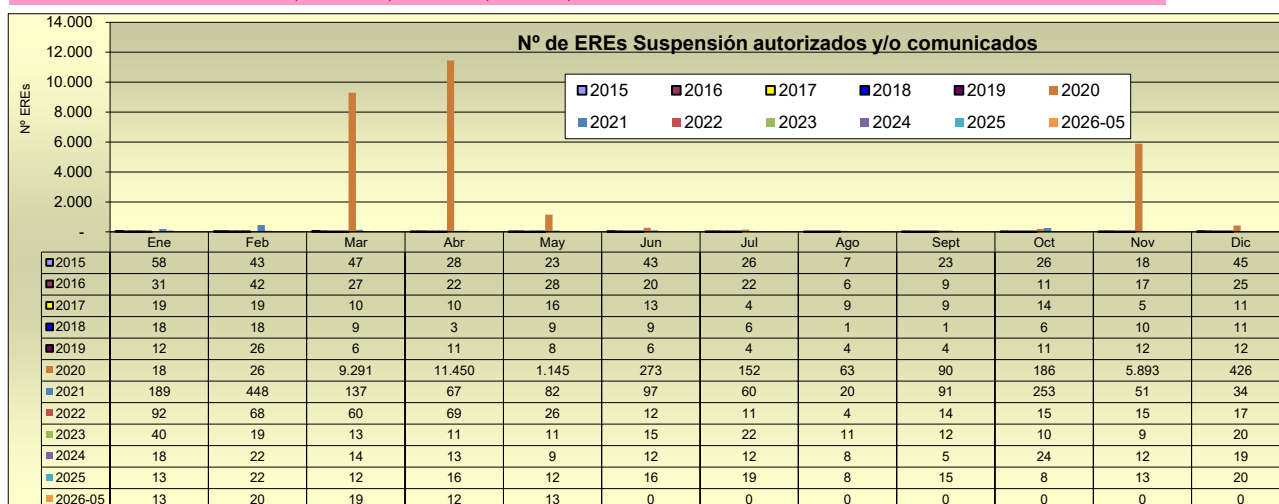 14.000
12.000
10.000
8.000
6.000
4.000
2.000
-
Nº EREs
Nº de EREs Suspensión autorizados y/o comunicados
2015 2016 2017 2018 2019 2020
2021 2022 2023 2024 2025 2026-05
Ene Feb Mar Abr May Jun Jul Ago Sept Oct Nov Dic
2015 58 43 47 28 23 43 26 7 23 26 18 45
2016 31 42 27 22 28 20 22 6 9 11 17 25
2017 19 19 10 10 16 13 4 9 9 14 5 11
2018 18 18 9 3 9 9 6 1 1 6 10 11
2019 12 26 6 11 8 6 4 4 4 11 12 12
2020 18 26 9.291 11.450 1.145 273 152 63 90 186 5.893 426
2021 189 448 137 67 82 97 60 20 91 253 51 34
2022 92 68 60 69 26 12 11 4 14 15 15 17
2023 40 19 13 11 11 15 22 11 12 10 9 20
2024 18 22 14 13 9 12 12 8 5 24 12 19
2025 13 22 12 16 12 16 19 8 15 8 13 20
2026-05 13 20 19 12 13 0 0 0 0 0 0 0